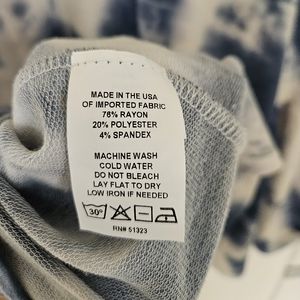 MADE IN THE USA
OF IMPORTED FABRIC
76% RAYON
20% POLYESTER
4% SPANDEX
MACHINE WASH
COLD WATER
DO NOT BLEACH
LAY FLAT TO DRY
LOW IRON IF NEEDED
30°
RN# 51323